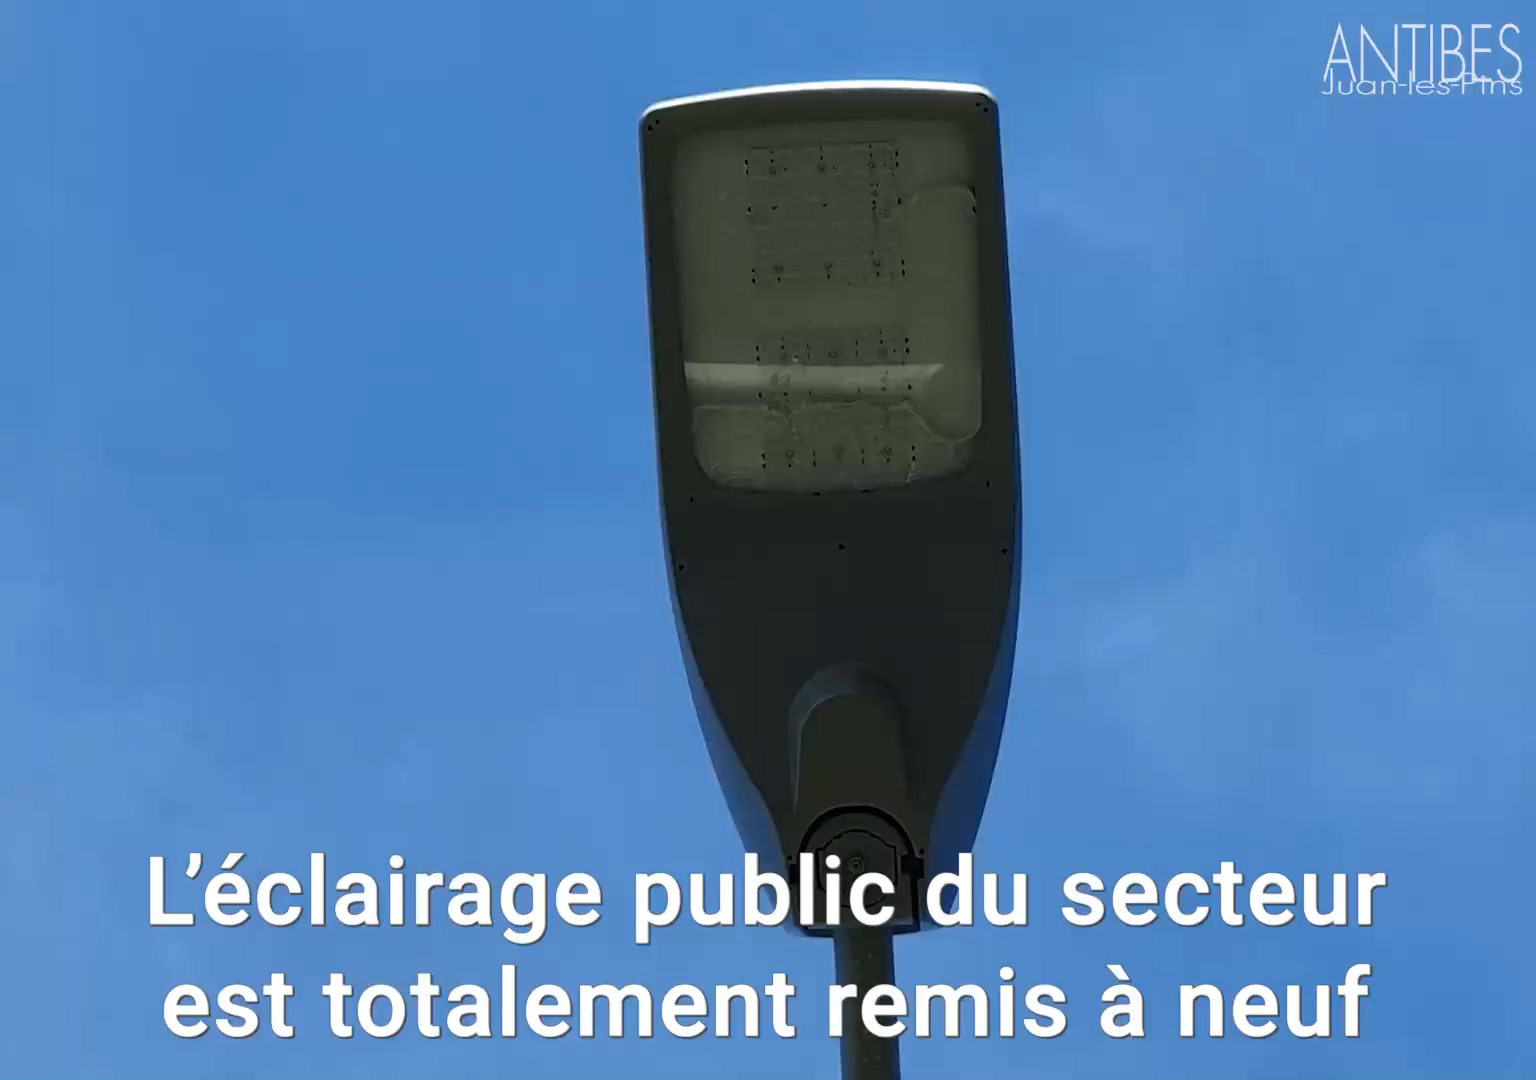 ANTIBES
Juan-les-Pins
L’éclairage public du secteur
est totalement remis à neuf